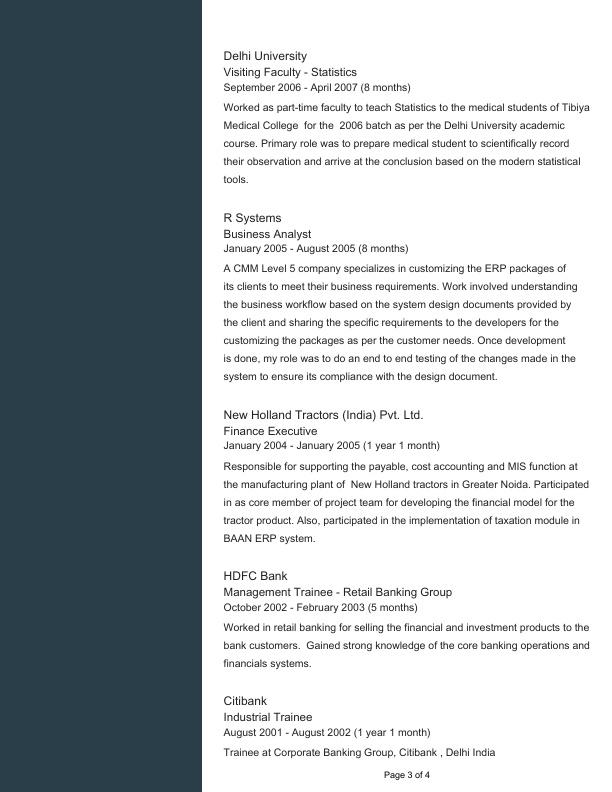 Delhi University
Visiting Faculty - Statistics
September 2006 - April 2007 (8 months)
Worked as part-time faculty to teach Statistics to the medical students of Tibiya
Medical College  for the  2006 batch as per the Delhi University academic
course. Primary role was to prepare medical student to scientifically record
their observation and arrive at the conclusion based on the modern statistical
tools.
R Systems
Business Analyst
January 2005 - August 2005 (8 months)
A CMM Level 5 company specializes in customizing the ERP packages of
its clients to meet their business requirements. Work involved understanding
the business workflow based on the system design documents provided by
the client and sharing the specific requirements to the developers for the
customizing the packages as per the customer needs. Once development
is done, my role was to do an end to end testing of the changes made in the
system to ensure its compliance with the design document.
New Holland Tractors (India) Pvt. Ltd.
Finance Executive
January 2004 - January 2005 (1 year 1 month)
Responsible for supporting the payable, cost accounting and MIS function at
the manufacturing plant of  New Holland tractors in Greater Noida. Participated
in as core member of project team for developing the financial model for the
tractor product. Also, participated in the implementation of taxation module in
BAAN ERP system.
HDFC Bank
Management Trainee - Retail Banking Group
October 2002 - February 2003 (5 months)
Worked in retail banking for selling the financial and investment products to the
bank customers.  Gained strong knowledge of the core banking operations and
financials systems.
Citibank
Industrial Trainee
August 2001 - August 2002 (1 year 1 month)
Trainee at Corporate Banking Group, Citibank , Delhi India
Page 3 of 4